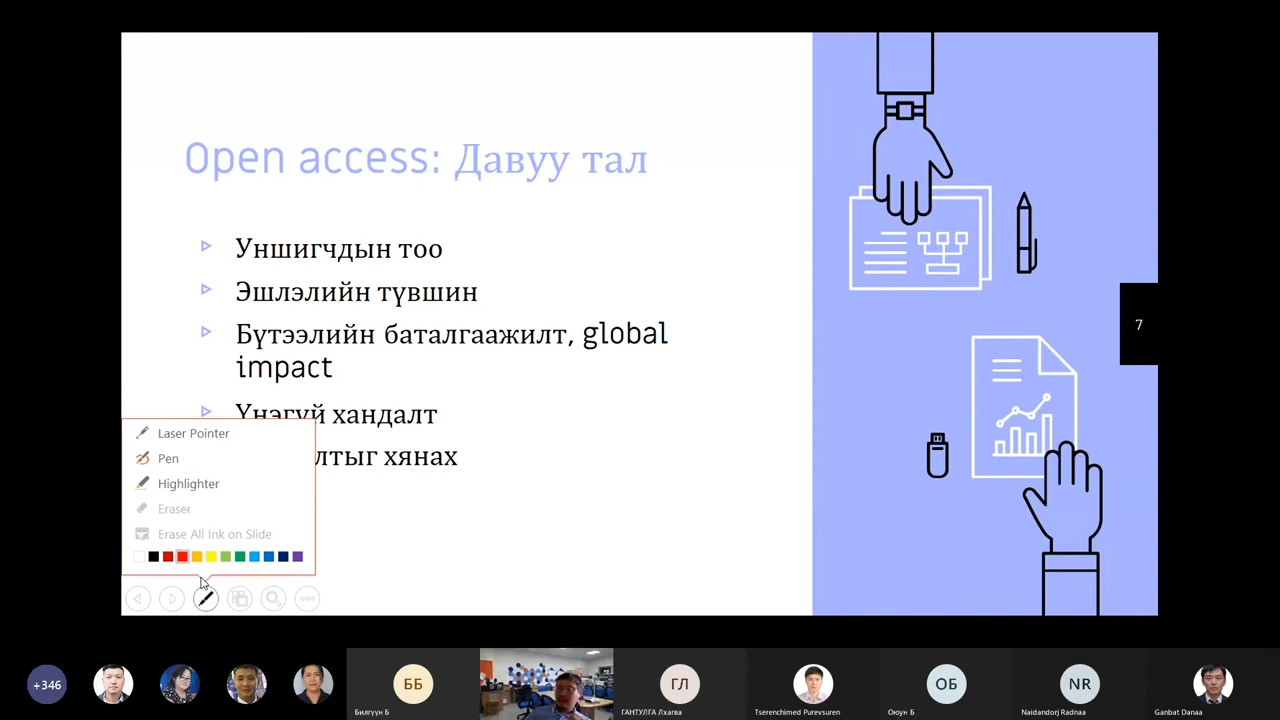 Open access: Давуу тал
Уншигчдын тоо
Эшлэлийн түвшин
Бүтээлийн баталгаажилт, global
impact
Үнэгүй хандалт
лтыг хянах
7
Laser Pointer
Pen
Highlighter
Eraser
Erase All Ink on Slide
+346
ББ
Билгүүн Б
ГЛ
ГАНТУЛГА Лхагва
Tserenchimed Purevsuren
ОБ
Оюун Б
NR
Naidandorj Radnaa
Ganbat Danaa